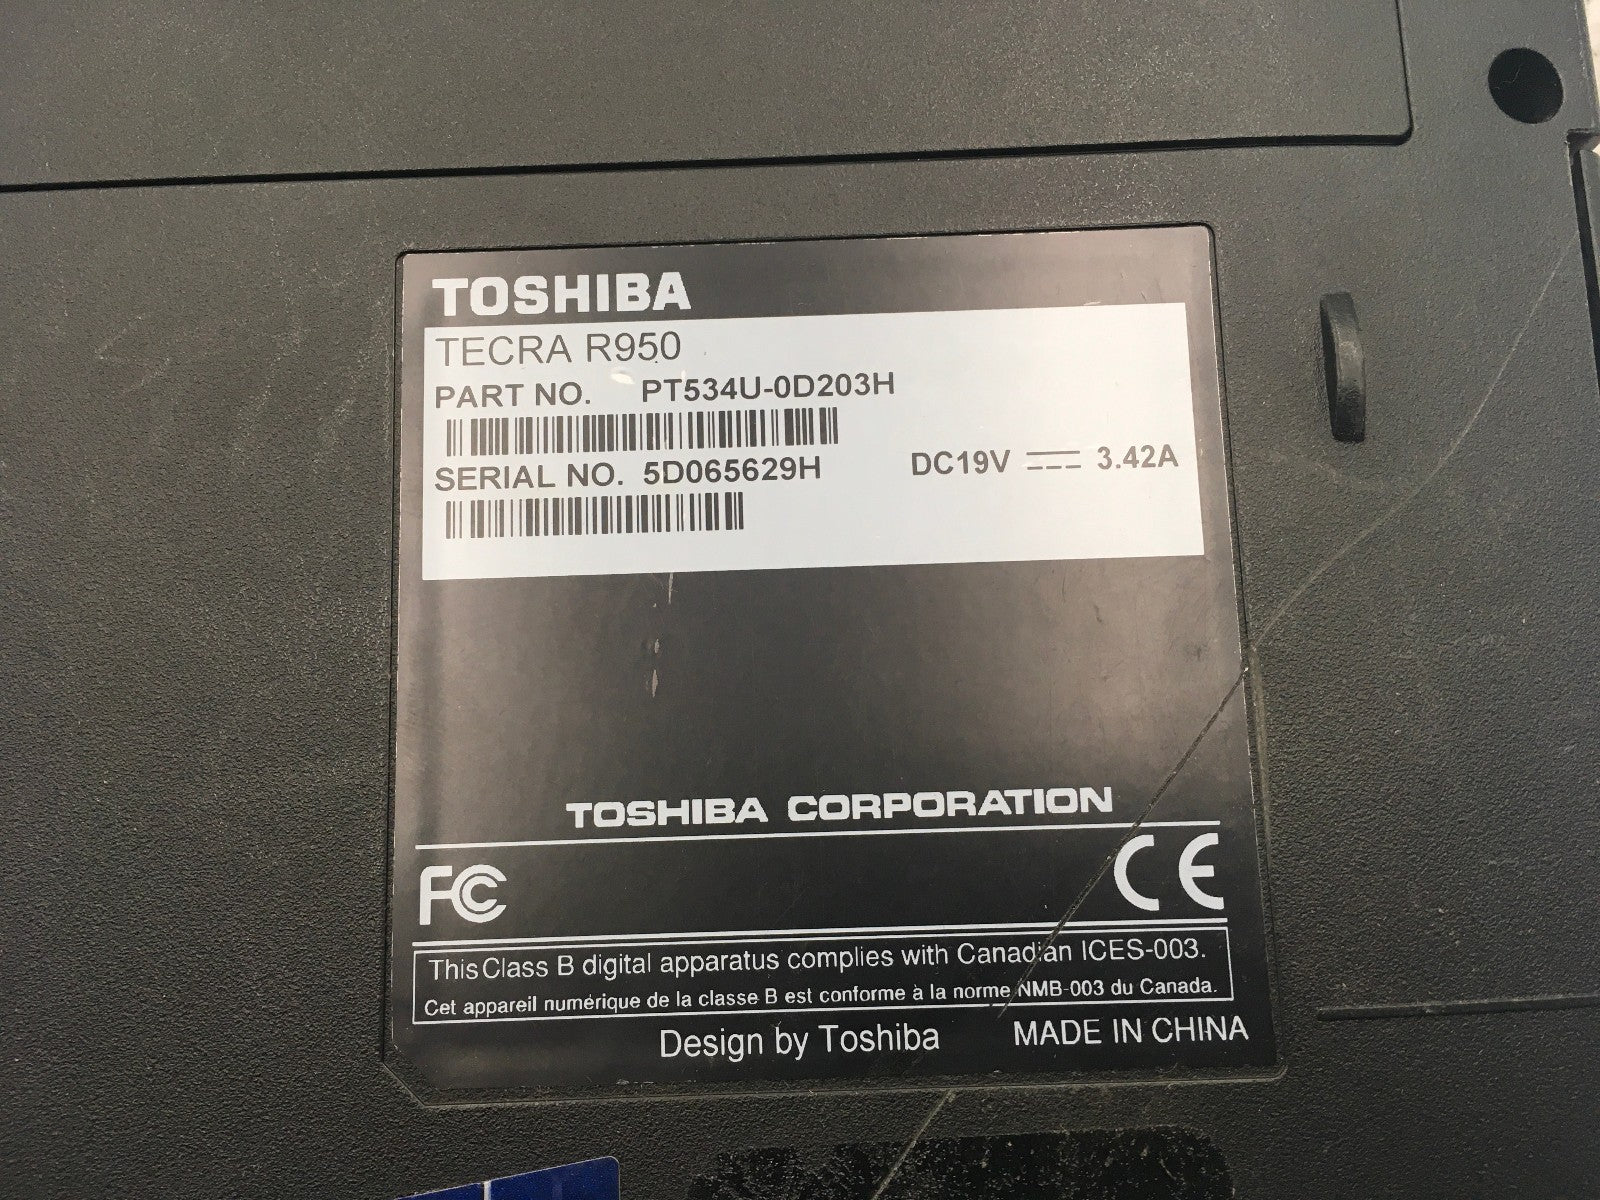 TOSHIBA
TECRA R950
PART NO. PT534U-0D203H
SERIAL NO. 5D065629H DC19V 3.42A
TOSHIBA CORPORATION
FC CE
This Class B digital apparatus complies with Canadian ICES-003.
Cet appareil numérique de la classe B est conforme à la norme NMB-003 du Canada.
Design by Toshiba MADE IN CHINA